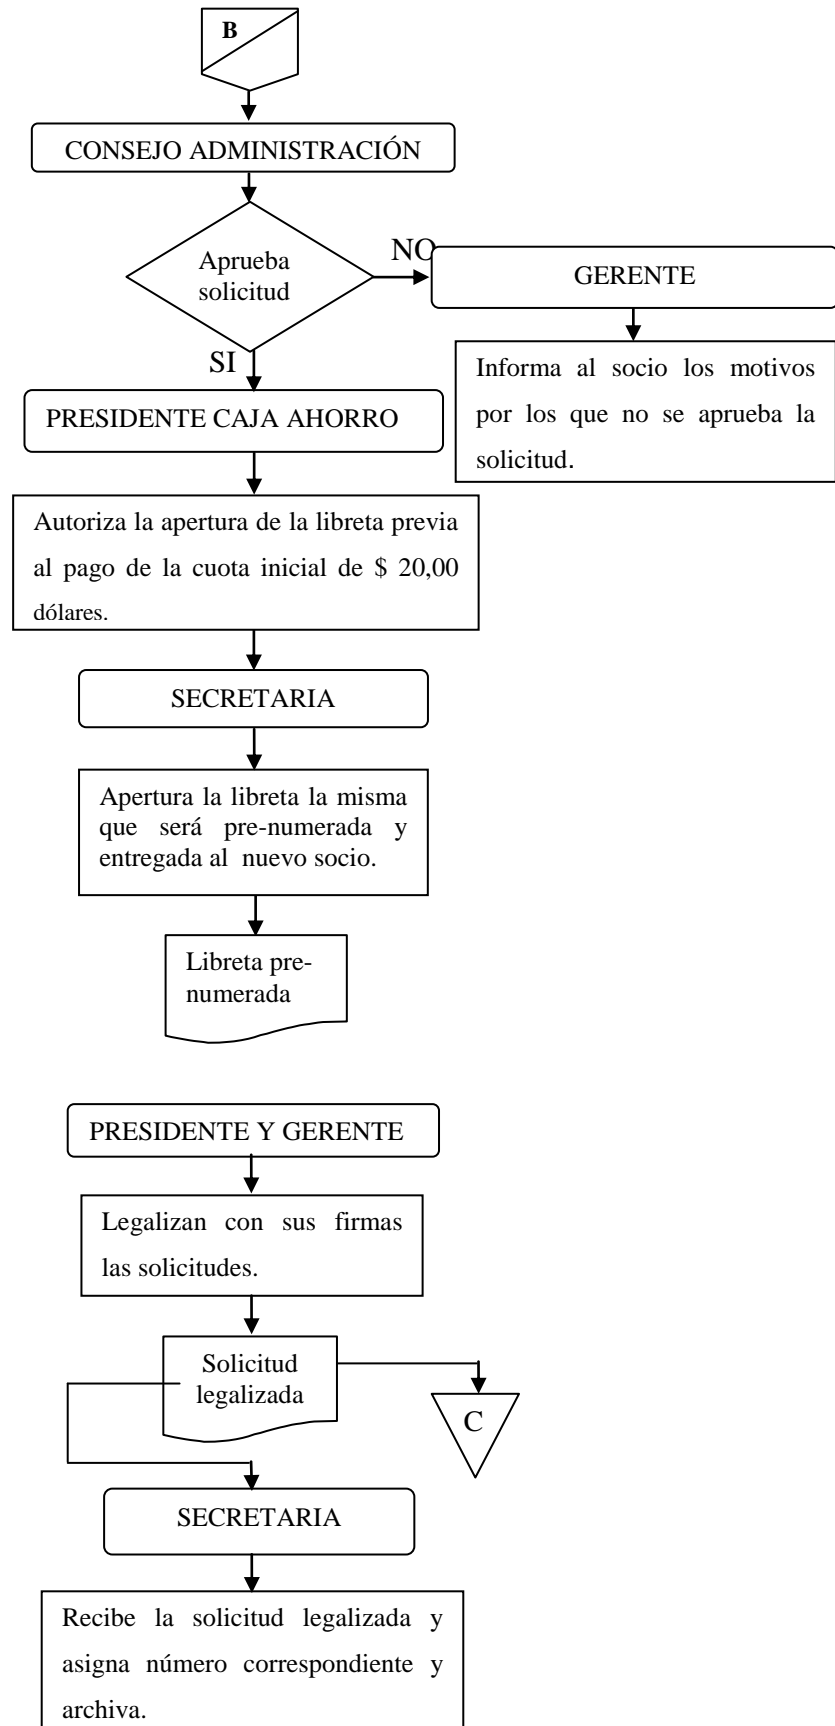 B
CONSEJO ADMINISTRACIÓN
Aprueba
solicitud
NO
GERENTE
Informa al socio los motivos
por los que no se aprueba la
solicitud.
SI
PRESIDENTE CAJA AHORRO
Autoriza la apertura de la libreta previa
al pago de la cuota inicial de $ 20,00
dólares.
SECRETARIA
Apertura la libreta la misma
que será pre-numerada y
entregada al nuevo socio.
Libreta pre-
numerada
PRESIDENTE Y GERENTE
Legalizan con sus firmas
las solicitudes.
Solicitud
legalizada
C
SECRETARIA
Recibe la solicitud legalizada y
asigna número correspondiente y
archiva.